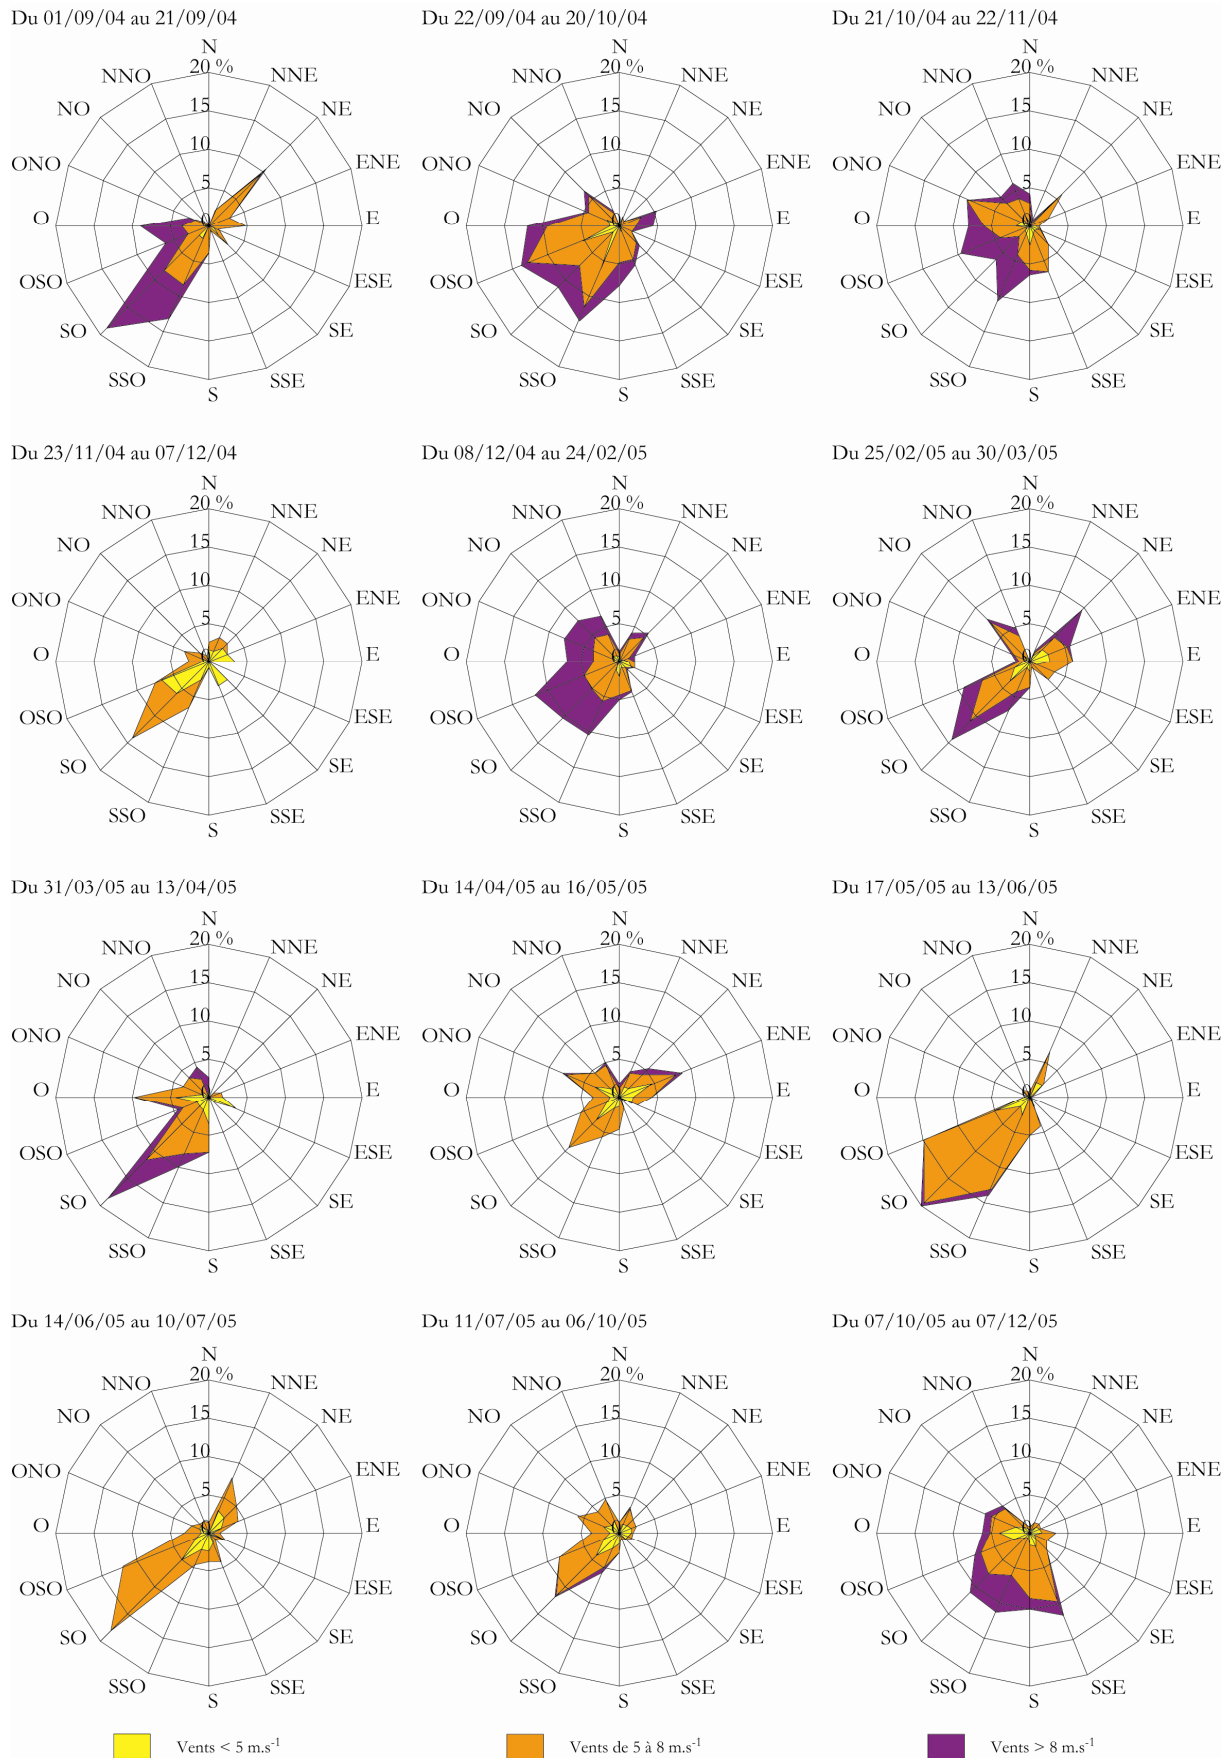 Du 01/09/04 au 21/09/04
Du 22/09/04 au 20/10/04
Du 21/10/04 au 22/11/04
N N N
20 % 20 % 20 %
NNO NNE NNO NNE NNO NNE
NO NE NO NE NO NE
15 15 15
10 10 10
ONO ENE ONO ENE ONO ENE
5 5 5
O 0 E O 0 E O 0 E
OSO ESE OSO ESE OSO ESE
SO SE SO SE SO SE
SSO SSE SSO SSE SSO SSE
S S S
Du 23/11/04 au 07/12/04
Du 08/12/04 au 24/02/05
Du 25/02/05 au 30/03/05
N N N
20 % 20 % 20 %
NNO NNE NNO NNE NNO NNE
NO NE NO NE NO NE
15 15 15
10 10 10
ONO ENE ONO ENE ONO ENE
5 5 5
O 0 E O 0 E O 0 E
OSO ESE OSO ESE OSO ESE
SO SE SO SE SO SE
SSO SSE SSO SSE SSO SSE
S S S
Du 31/03/05 au 13/04/05
Du 14/04/05 au 16/05/05
Du 17/05/05 au 13/06/05
N N N
20 % 20 % 20 %
NNO NNE NNO NNE NNO NNE
NO NE NO NE NO NE
15 15 15
10 10 10
ONO ENE ONO ENE ONO ENE
5 5 5
O 0 E O 0 E O 0 E
OSO ESE OSO ESE OSO ESE
SO SE SO SE SO SE
SSO SSE SSO SSE SSO SSE
S S S
Du 14/06/05 au 10/07/05
Du 11/07/05 au 06/10/05
Du 07/10/05 au 07/12/05
N N N
20 % 20 % 20 %
NNO NNE NNO NNE NNO NNE
NO NE NO NE NO NE
15 15 15
10 10 10
ONO ENE ONO ENE ONO ENE
5 5 5
O 0 E O 0 E O 0 E
OSO ESE OSO ESE OSO ESE
SO SE SO SE SO SE
SSO SSE SSO SSE SSO SSE
S S S
Vents < 5 m.s⁻¹
Vents de 5 à 8 m.s⁻¹
Vents > 8 m.s⁻¹